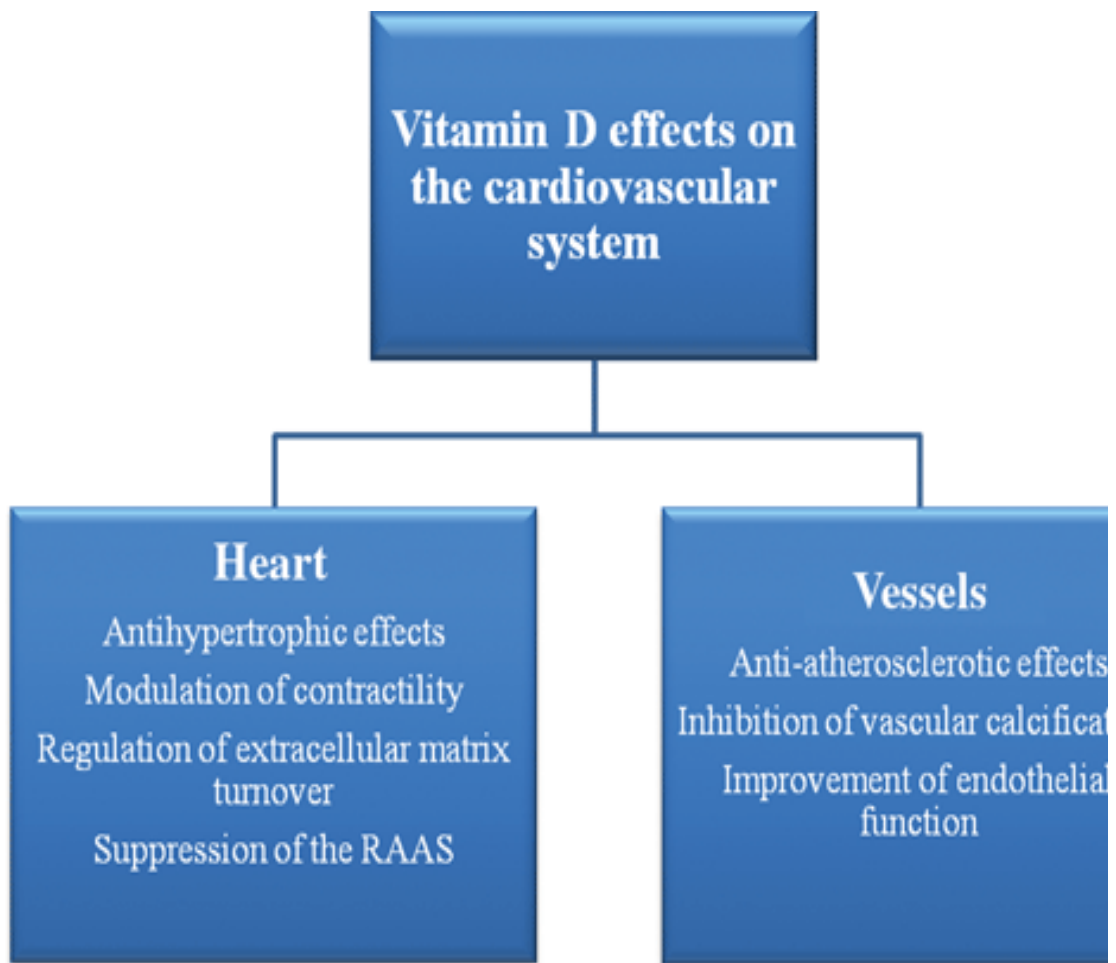 Vitamin D effects on
the cardiovascular
system
Heart
Antihypertrophic effects
Modulation of contractility
Regulation of extracellular matrix
turnover
Suppression of the RAAS
Vessels
Anti-atherosclerotic effects
Inhibition of vascular
Improvement of endothelial
function